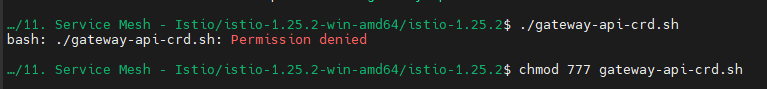 …/11. Service Mesh - Istio/istio-1.25.2-win-amd64/istio-1.25.2$ ./gateway-api-crd.sh
bash: ./gateway-api-crd.sh: Permission denied
…/11. Service Mesh - Istio/istio-1.25.2-win-amd64/istio-1.25.2$ chmod 777 gateway-api-crd.sh